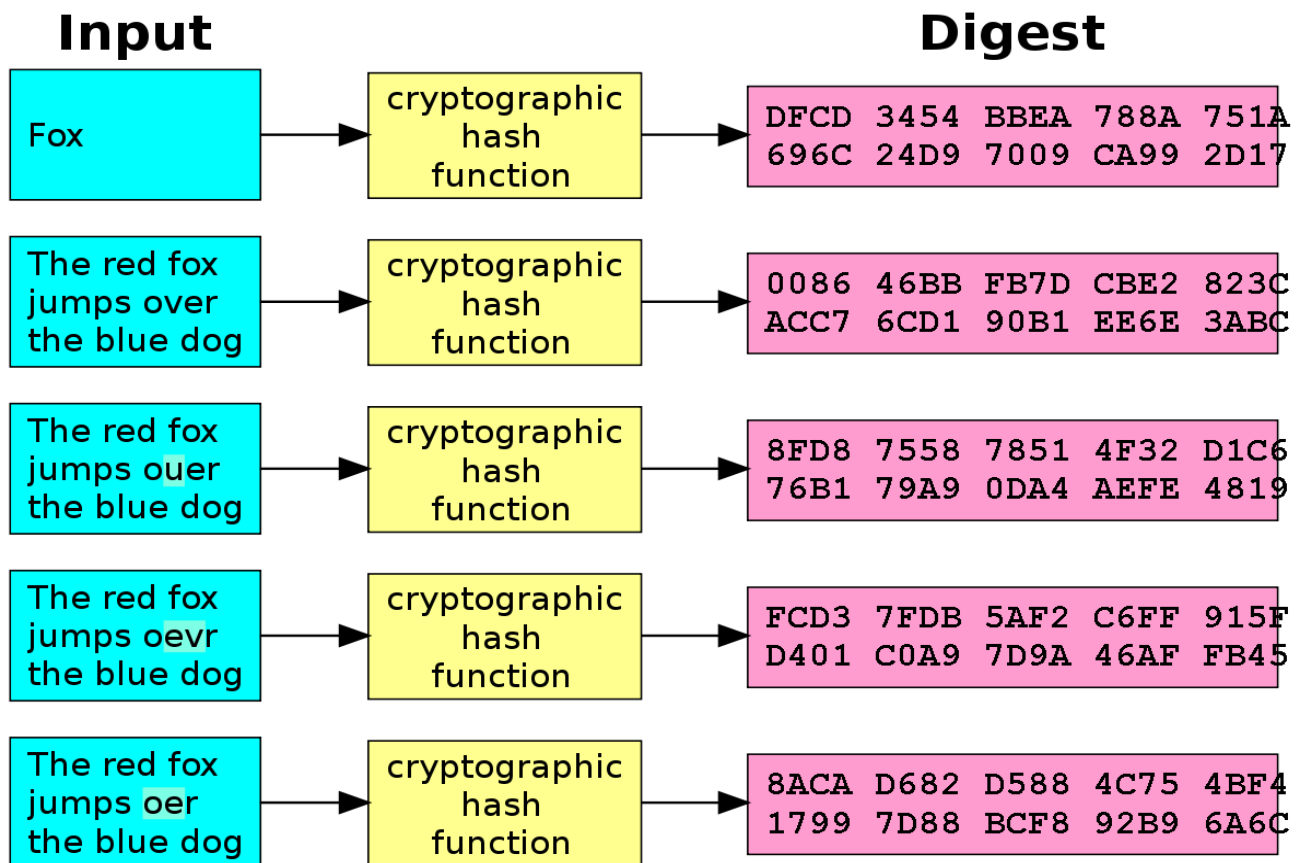 Input
Digest
Fox
cryptographic
hash
function
DFCD 3454 BBEA 788A 751A
696C 24D9 7009 CA99 2D17
The red fox
jumps over
the blue dog
cryptographic
hash
function
0086 46BB FB7D CBE2 823C
ACC7 6CD1 90B1 EE6E 3ABC
The red fox
jumps ouer
the blue dog
cryptographic
hash
function
8FD8 7558 7851 4F32 D1C6
76B1 79A9 0DA4 AEFE 4819
The red fox
jumps oevr
the blue dog
cryptographic
hash
function
FCD3 7FDB 5AF2 C6FF 915F
D401 C0A9 7D9A 46AF FB45
The red fox
jumps oer
the blue dog
cryptographic
hash
function
8ACA D682 D588 4C75 4BF4
1799 7D88 BCF8 92B9 6A6C